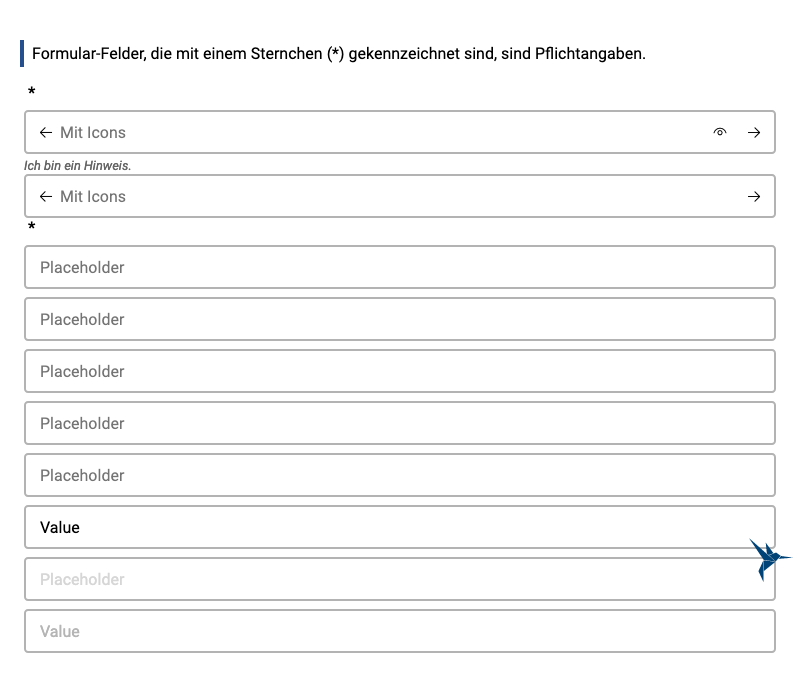 Formular-Felder, die mit einem Sternchen (*) gekennzeichnet sind, sind Pflichtangaben.
*
Mit Icons
Ich bin ein Hinweis.
Mit Icons
*
Placeholder
Placeholder
Placeholder
Placeholder
Placeholder
Value
Placeholder
Value